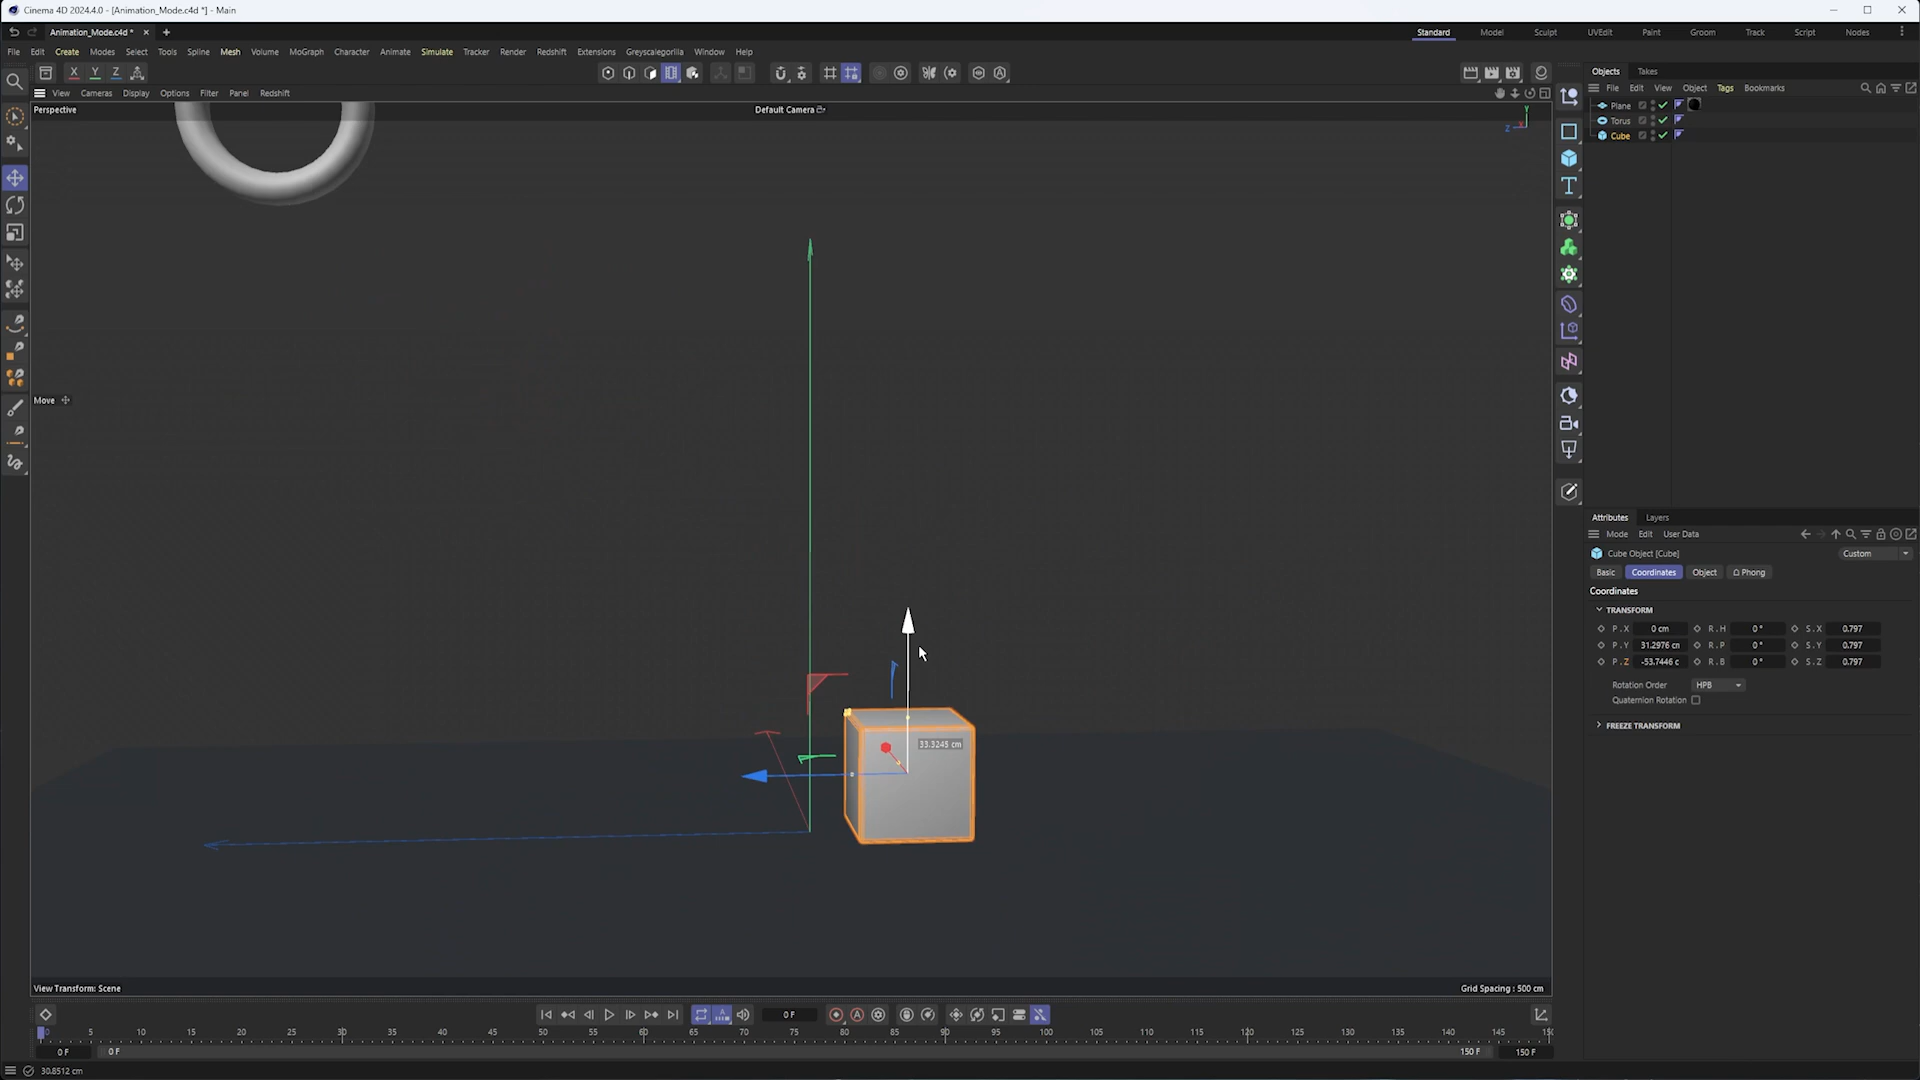 Cinema 4D 2024.4.0 - [Animation_Mode.c4d *] - Main
Animation_Mode.c4d *
Standard Model Sculpt UVEdit Paint Groom Track Script Nodes
File Edit Create Modes Select Tools Spline Mesh Volume MoGraph Character Animate Simulate Tracker Render Redshift Extensions Greyscalegorilla Window Help
X Y Z
Objects Takes
View Cameras Display Options Filter Panel Redshift
File Edit View Object Tags Bookmarks
Perspective
Default Camera
Y
Z X
Plane
Torus
Cube
Move
Attributes Layers
Mode Edit User Data
Cube Object [Cube]
Custom
Basic Coordinates Object Phong
Coordinates
TRANSFORM
P . X 0 cm R . H 0 ° S . X 0.797
P . Y 31.2976 cn R . P 0 ° S . Y 0.797
P . Z -53.7446 c R . B 0 ° S . Z 0.797
Rotation Order HPB
Quaternion Rotation
FREEZE TRANSFORM
33.3245 cm
View Transform: Scene
Grid Spacing : 500 cm
0 F
0 5 10 15 20 25 30 35 40 45 50 55 60 65 70 75 80 85 90 95 100 105 110 115 120 125 130 135 140 145 15
0 F 0 F 150 F 150 F
30.8512 cm